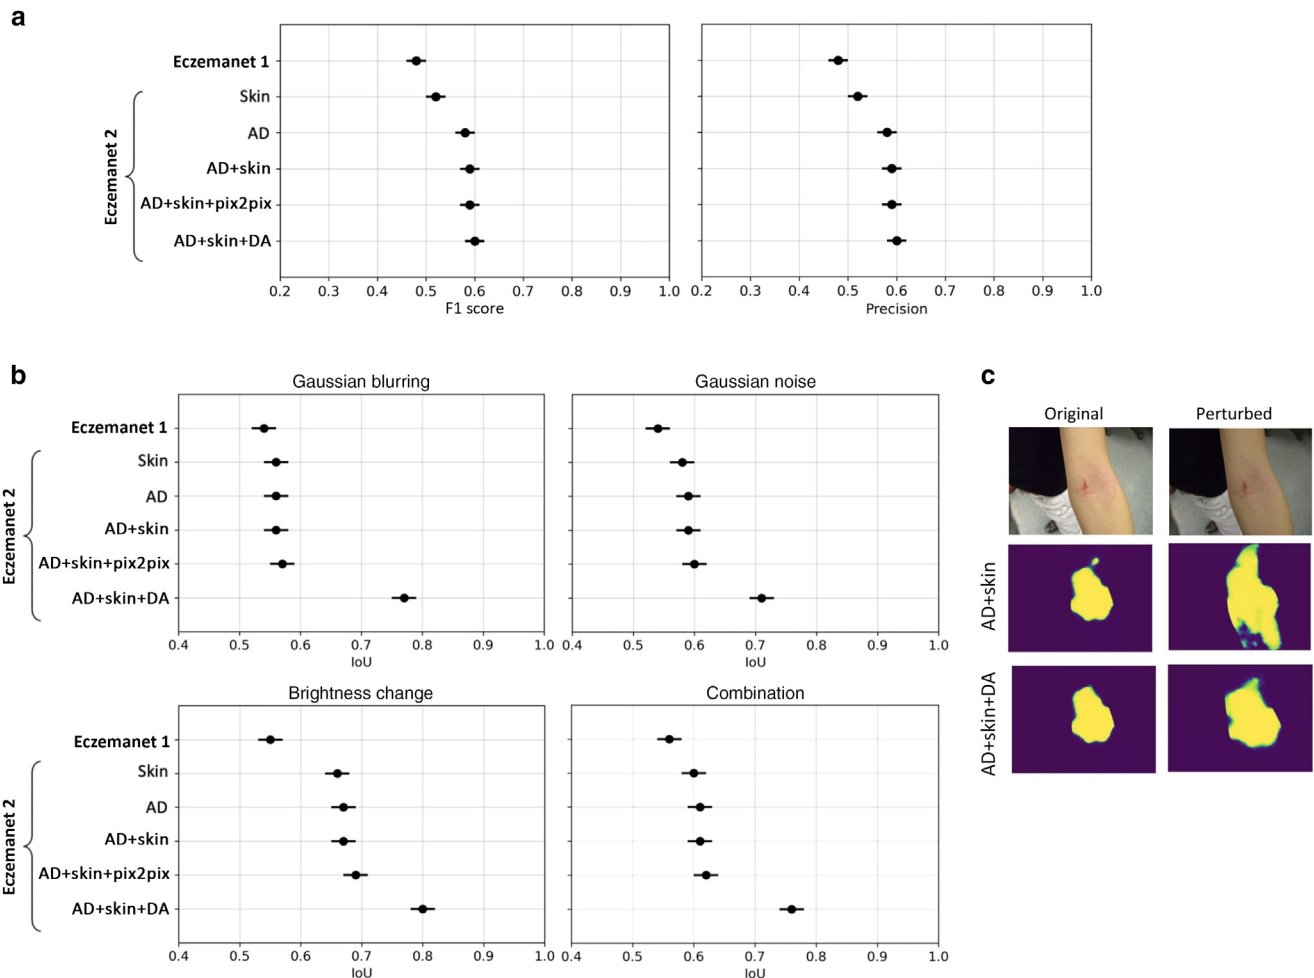 a
Eczemanet 1
Skin
AD
AD+skin
AD+skin+pix2pix
AD+skin+DA
Eczemanet 2
0.2 0.3 0.4 0.5 0.6 0.7 0.8 0.9 1.0
F1 score
0.2 0.3 0.4 0.5 0.6 0.7 0.8 0.9 1.0
Precision
b
Gaussian blurring
Eczemanet 1
Skin
AD
AD+skin
AD+skin+pix2pix
AD+skin+DA
Eczemanet 2
0.4 0.5 0.6 0.7 0.8 0.9 1.0
IoU
Gaussian noise
0.4 0.5 0.6 0.7 0.8 0.9 1.0
IoU
Brightness change
Eczemanet 1
Skin
AD
AD+skin
AD+skin+pix2pix
AD+skin+DA
Eczemanet 2
0.4 0.5 0.6 0.7 0.8 0.9 1.0
IoU
Combination
0.4 0.5 0.6 0.7 0.8 0.9 1.0
IoU
c
Original Perturbed
AD+skin
AD+skin+DA